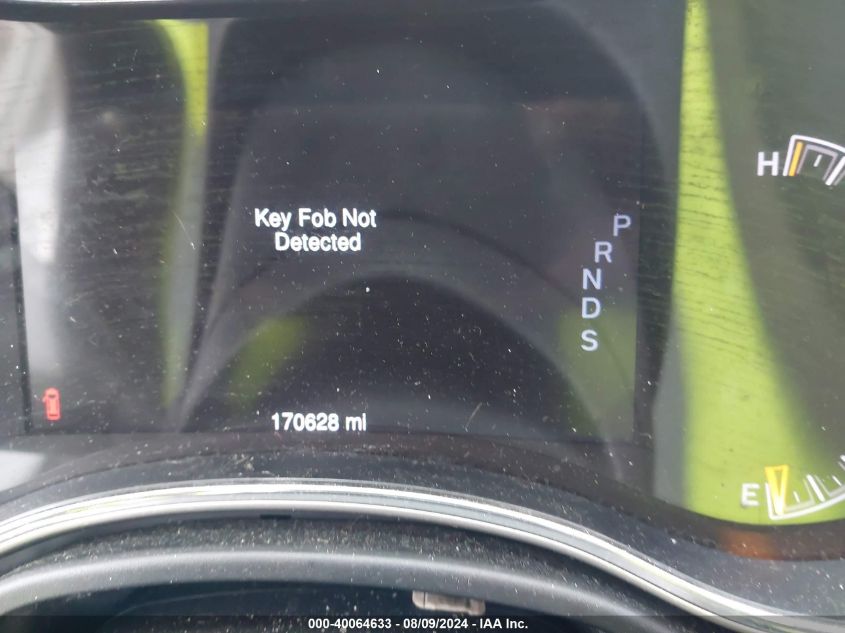 H
Key Fob Not
Detected
P
R
N
D
S
170628 mi
E
000-40064633 - 08/09/2024 - IAA Inc.